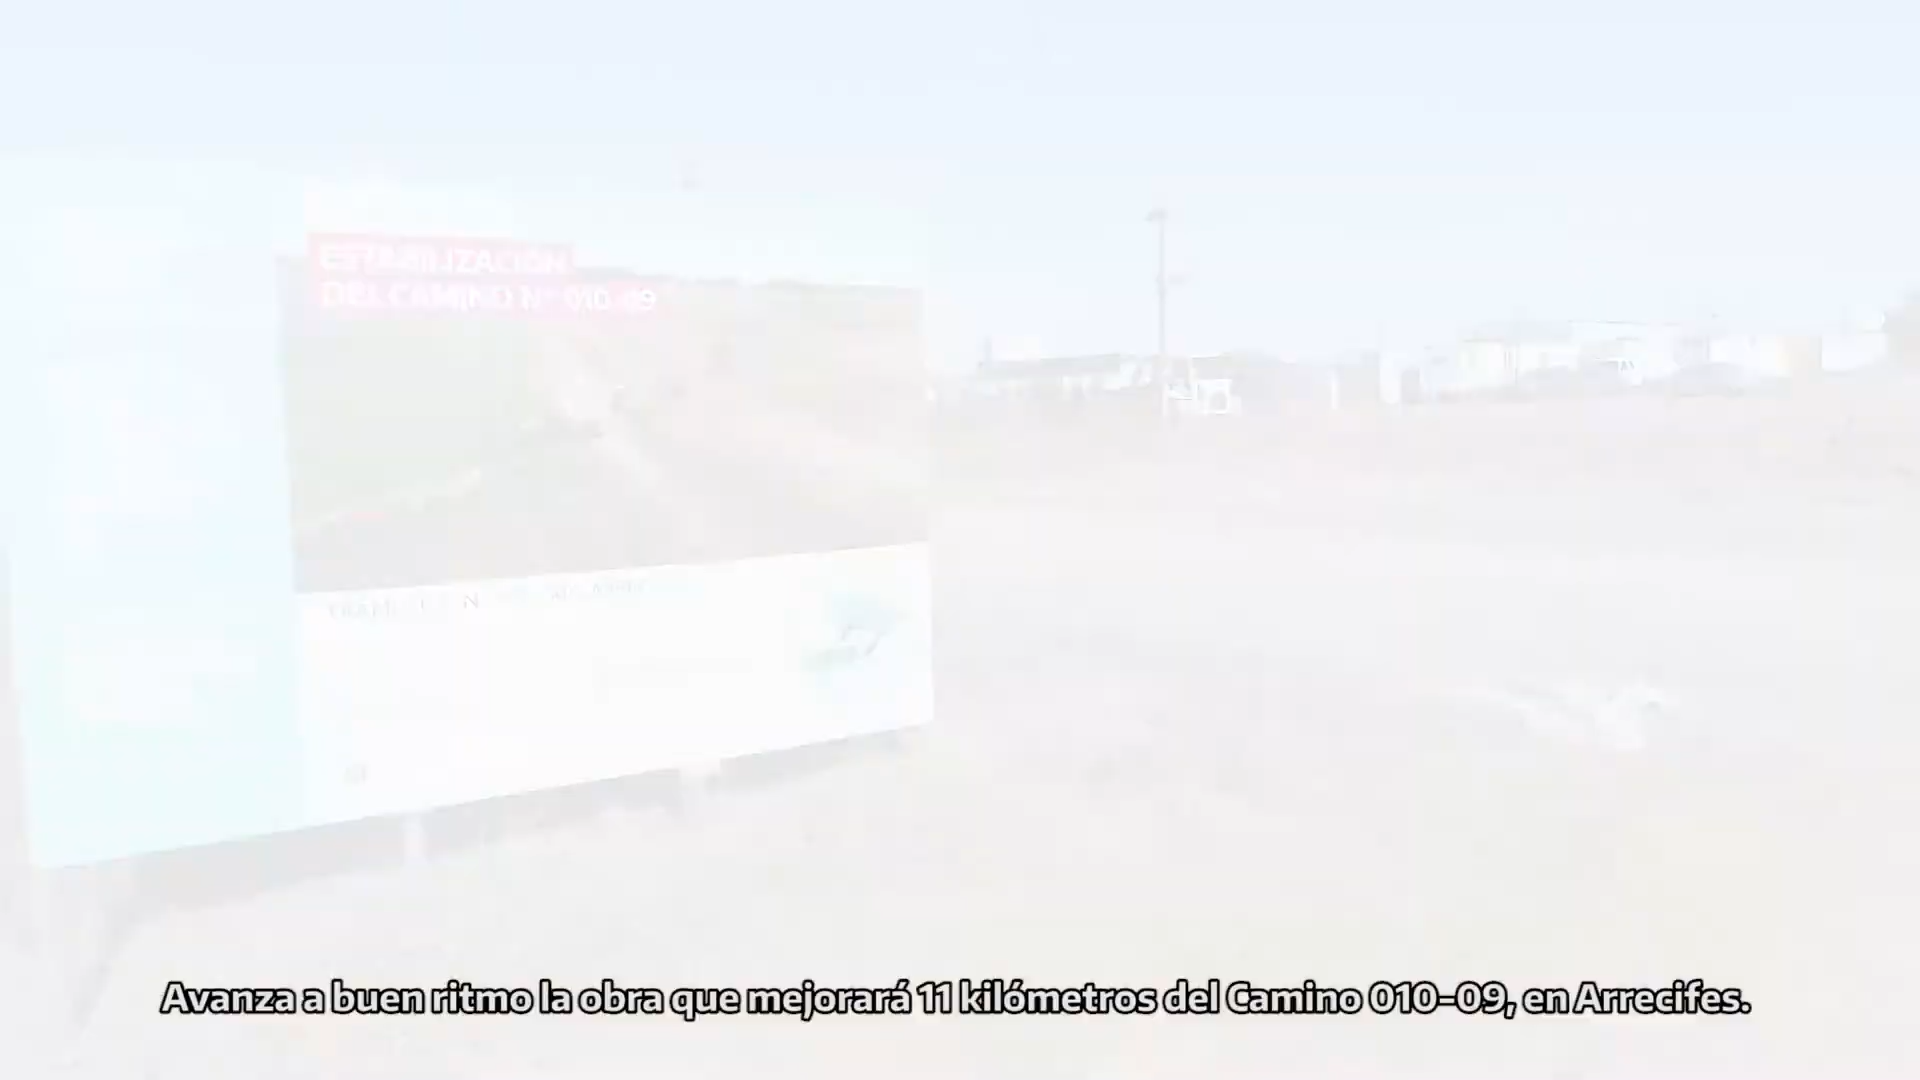 ESTABILIZACIÓN
DEL CAMINO N° 010-09
Avanza a buen ritmo la obra que mejorará 11 kilómetros del Camino 010-09, en Arrecifes.